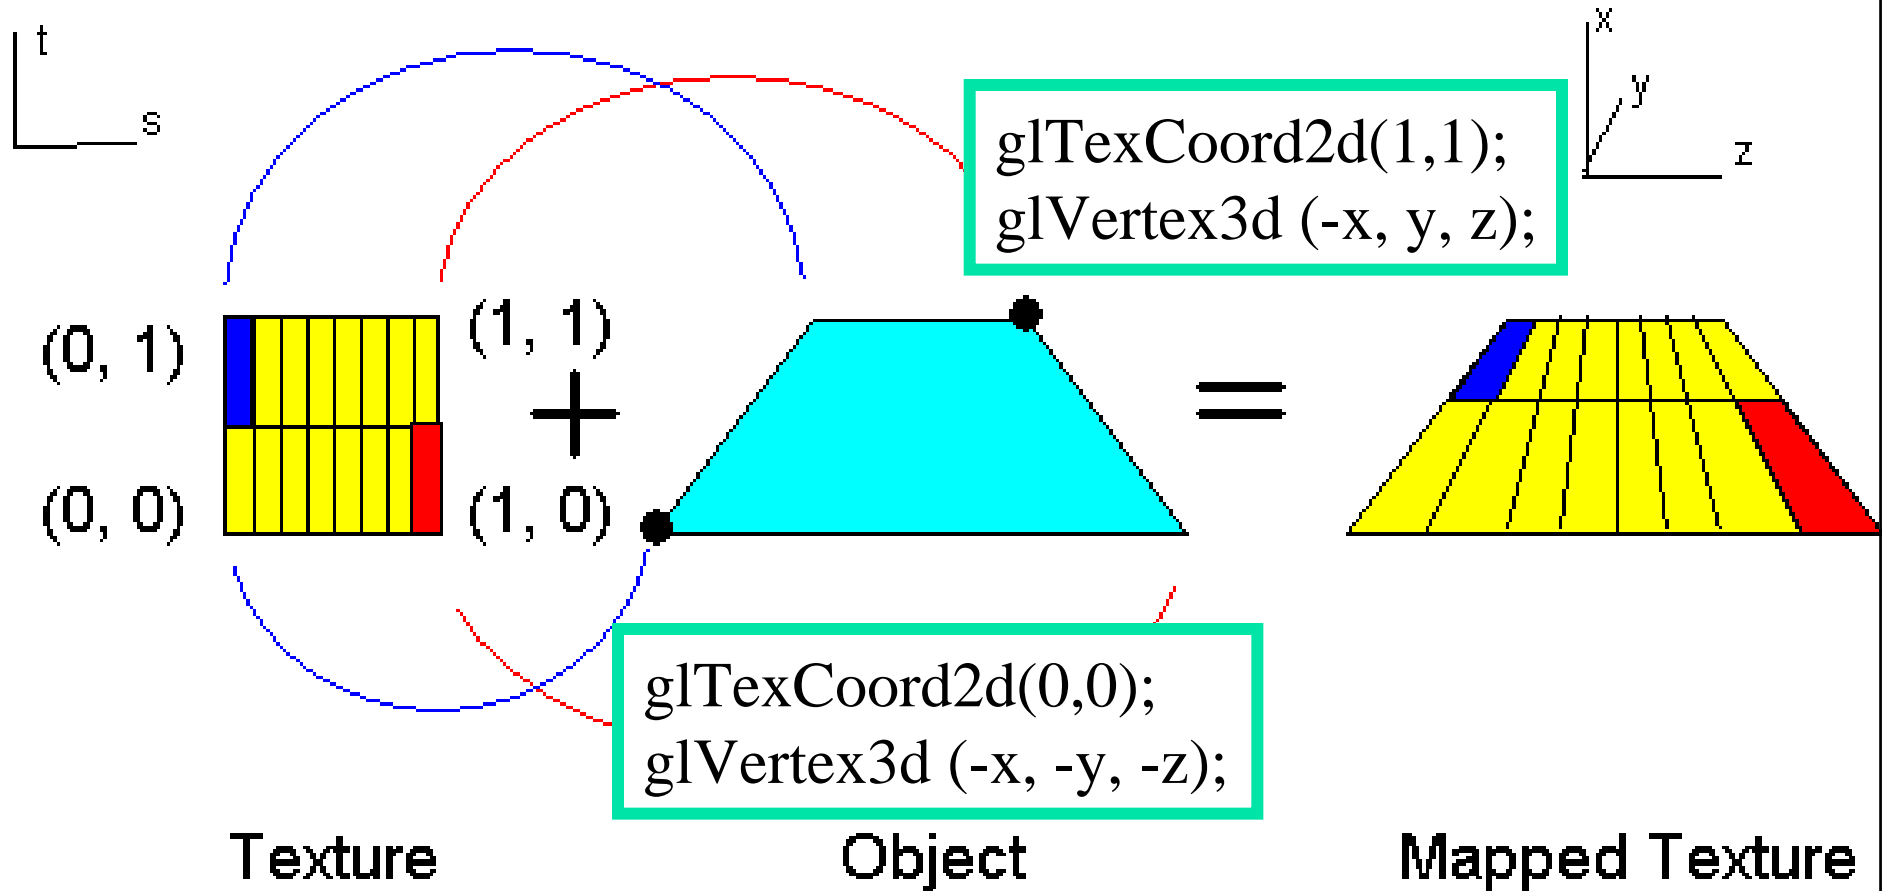 t
s
x
y
z
glTexCoord2d(1,1);
glVertex3d (-x, y, z);
(0, 1)
(1, 1)
(0, 0)
(1, 0)
+
=
glTexCoord2d(0,0);
glVertex3d (-x, -y, -z);
Texture
Object
Mapped Texture